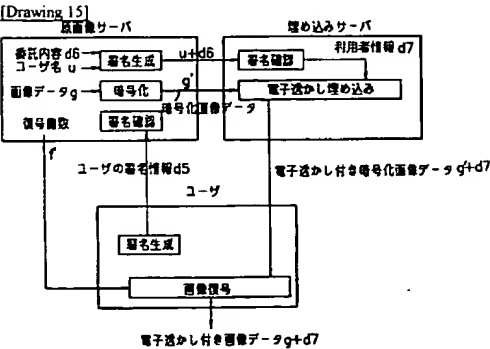 [Drawing 15]
原画像サーバ
埋め込みサーバ
委託内容 d6
ユーザ名 u
署名生成
u+d6
署名確認
利用者情報 d7
画像データg
暗号化
g'
電子透かし埋め込み
暗号化画像データ
復号関数
署名確認
f
ユーザの署名情報d5
電子透かし付き暗号化画像データg'+d7
ユーザ
署名生成
画像復号
電子透かし付き画像データg+d7